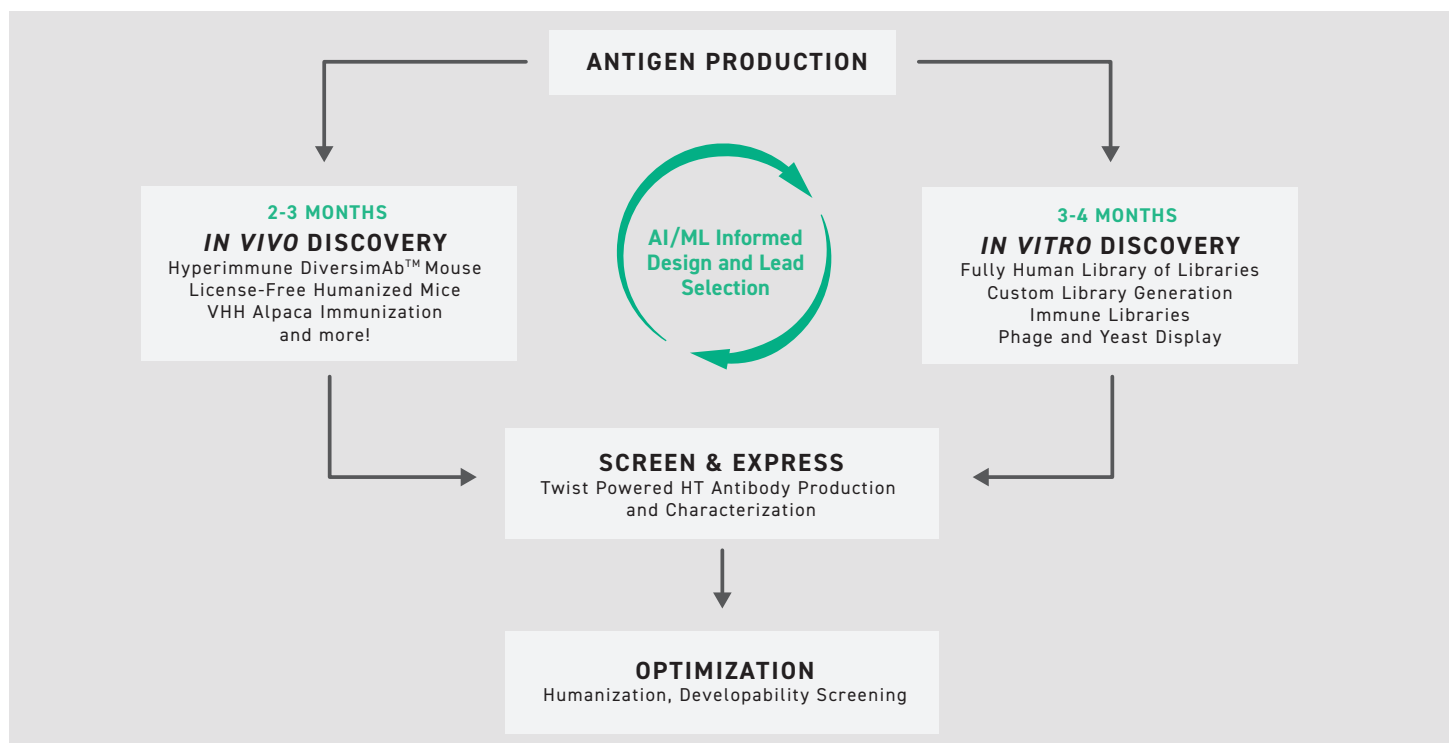 ANTIGEN PRODUCTION
2-3 MONTHS
IN VIVO DISCOVERY
Hyperimmune DiversimAb™ Mouse
License-Free Humanized Mice
VHH Alpaca Immunization
and more!
AI/ML Informed
Design and Lead
Selection
3-4 MONTHS
IN VITRO DISCOVERY
Fully Human Library of Libraries
Custom Library Generation
Immune Libraries
Phage and Yeast Display
SCREEN & EXPRESS
Twist Powered HT Antibody Production
and Characterization
OPTIMIZATION
Humanization, Developability Screening